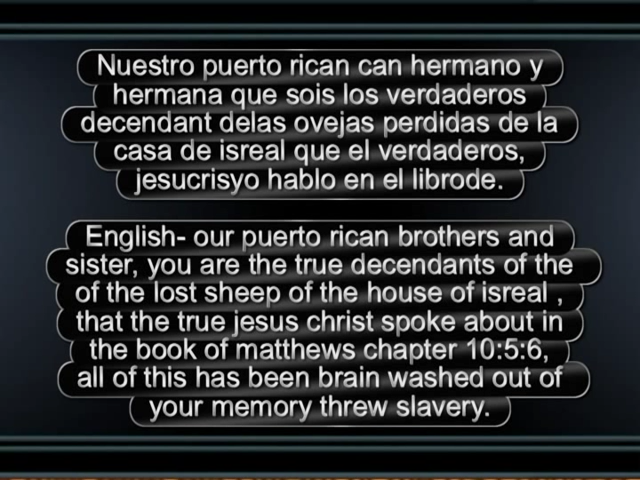 Nuestro puerto rican can hermano y
hermana que sois los verdaderos
decendant delas ovejas perdidas de la
casa de isreal que el verdaderos,
jesucrisyo hablo en el librode.
English- our puerto rican brothers and
sister, you are the true decendants of the
of the lost sheep of the house of isreal ,
that the true jesus christ spoke about in
the book of matthews chapter 10:5:6,
all of this has been brain washed out of
your memory threw slavery.